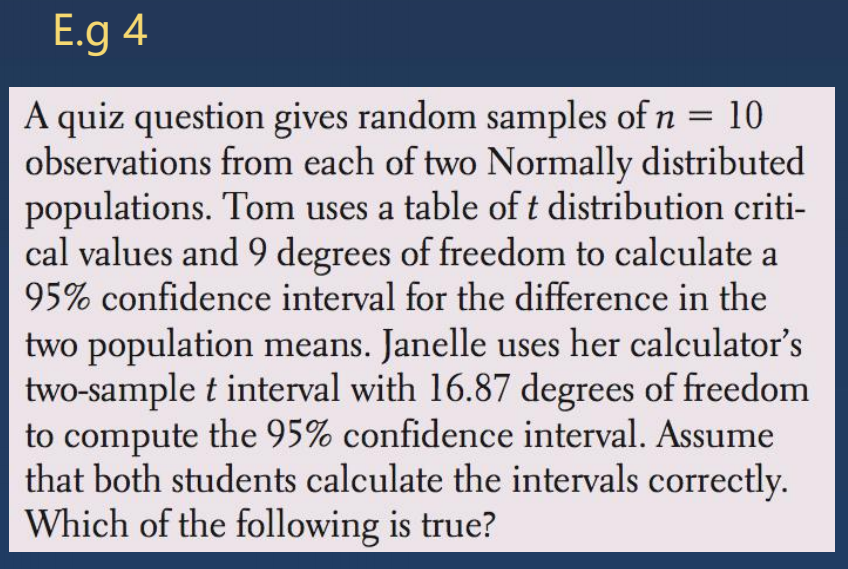 E.g 4
A quiz question gives random samples of n = 10
observations from each of two Normally distributed
populations. Tom uses a table of t distribution criti-
cal values and 9 degrees of freedom to calculate a
95% confidence interval for the difference in the
two population means. Janelle uses her calculator’s
two-sample t interval with 16.87 degrees of freedom
to compute the 95% confidence interval. Assume
that both students calculate the intervals correctly.
Which of the following is true?